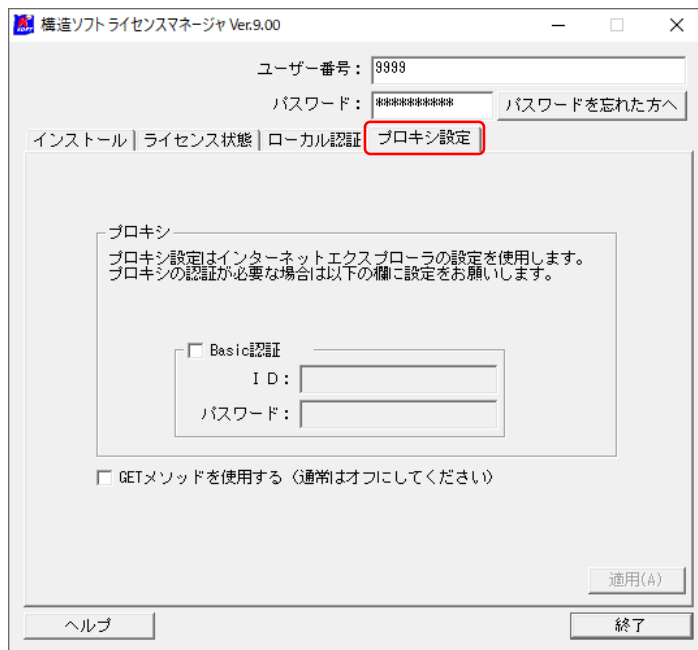 構造ソフト ライセンスマネージャ Ver.9.00
ユーザー番号： 9999
パスワード： ********** パスワードを忘れた方へ
インストール ライセンス状態 ローカル認証 プロキシ設定
プロキシ
プロキシ設定はインターネットエクスプローラの設定を使用します。
プロキシの認証が必要な場合は以下の欄に設定をお願いします。
Basic認証
ＩＤ：
パスワード：
GETメソッドを使用する（通常はオフにしてください）
適用(A)
ヘルプ 終了